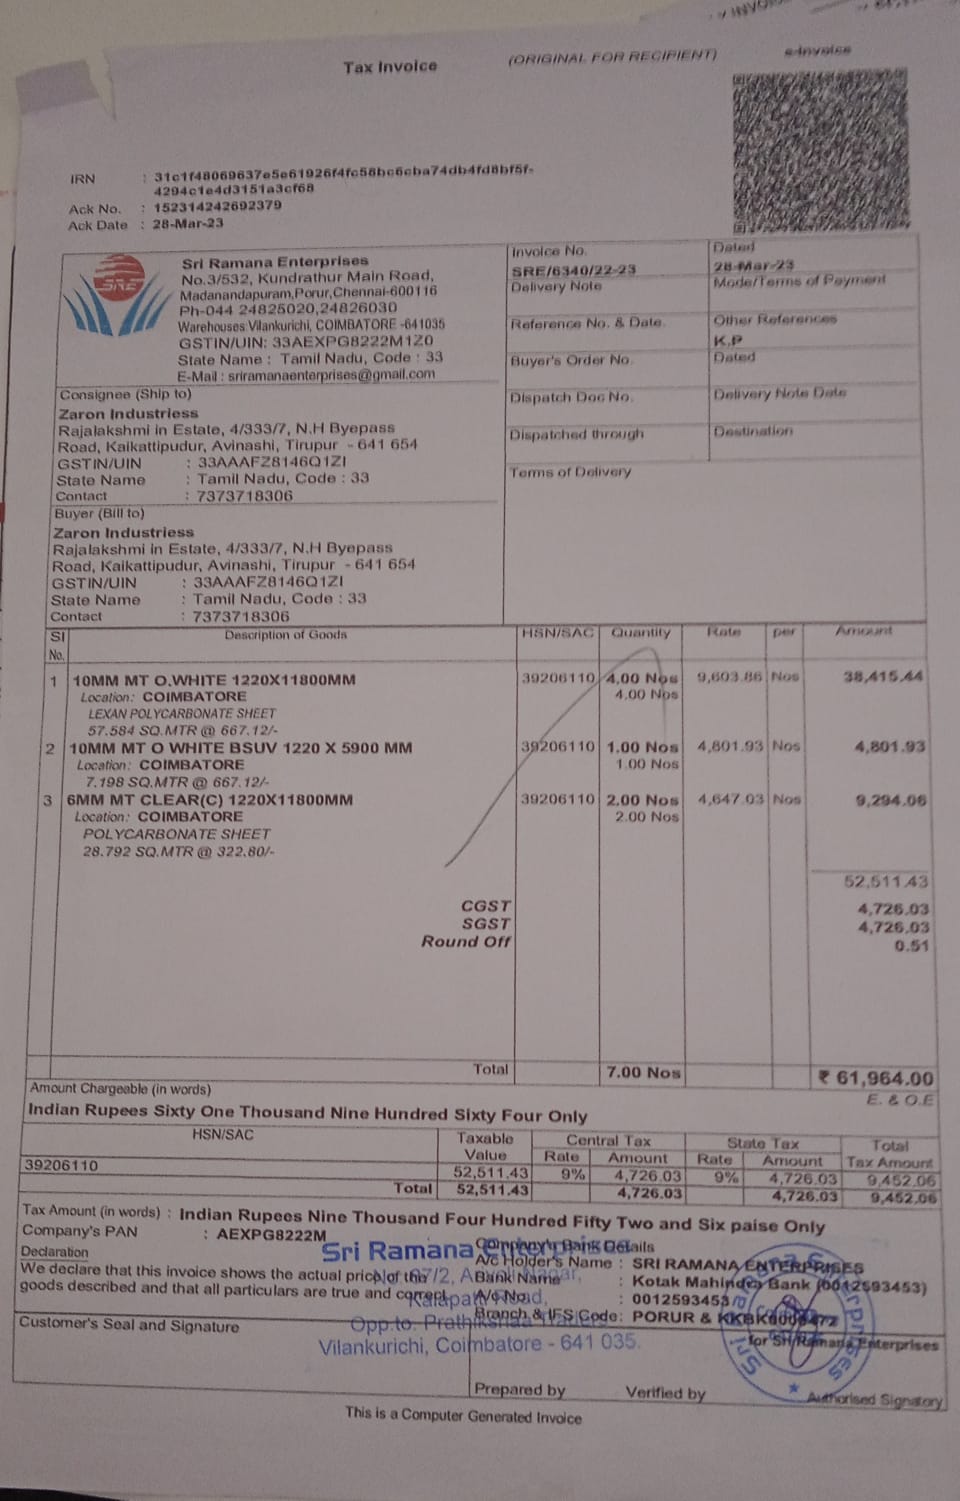 Tax Invoice
(ORIGINAL FOR RECIPIENT)
e-Invoice
IRN : 31c1f48069637e5e61926f4fc58bc6cba74db4fd8bf5f-
4294c1e4d3151a3cf68
Ack No. : 152314242692379
Ack Date : 28-Mar-23
SRE
Sri Ramana Enterprises
No.3/532, Kundrathur Main Road,
Madanandapuram,Porur,Chennai-600116
Ph-044 24825020,24826030
Warehouses:Vilankurichi, COIMBATORE -641035
GSTIN/UIN: 33AEXPG8222M1Z0
State Name : Tamil Nadu, Code : 33
E-Mail : sriramanaenterprises@gmail.com
Invoice No.
SRE/6340/22-23
Dated
28-Mar-23
Delivery Note
Mode/Terms of Payment
Reference No. & Date.
Other References
K.P
Buyer's Order No.
Dated
Dispatch Doc No.
Delivery Note Date
Dispatched through
Destination
Terms of Delivery
Consignee (Ship to)
Zaron Industriess
Rajalakshmi in Estate, 4/333/7, N.H Byepass
Road, Kaikattipudur, Avinashi, Tirupur - 641 654
GSTIN/UIN : 33AAAFZ8146Q1ZI
State Name : Tamil Nadu, Code : 33
Contact : 7373718306
Buyer (Bill to)
Zaron Industriess
Rajalakshmi in Estate, 4/333/7, N.H Byepass
Road, Kaikattipudur, Avinashi, Tirupur - 641 654
GSTIN/UIN : 33AAAFZ8146Q1ZI
State Name : Tamil Nadu, Code : 33
Contact : 7373718306
Sl No. Description of Goods HSN/SAC Quantity Rate per Amount
1 10MM MT O.WHITE 1220X11800MM 39206110 4.00 Nos 9,603.86 Nos 38,415.44
Location: COIMBATORE 4.00 Nos
LEXAN POLYCARBONATE SHEET
57.584 SQ.MTR @ 667.12/-
2 10MM MT O WHITE BSUV 1220 X 5900 MM 39206110 1.00 Nos 4,801.93 Nos 4,801.93
Location: COIMBATORE 1.00 Nos
7.198 SQ.MTR @ 667.12/-
3 6MM MT CLEAR(C) 1220X11800MM 39206110 2.00 Nos 4,647.03 Nos 9,294.06
Location: COIMBATORE 2.00 Nos
POLYCARBONATE SHEET
28.792 SQ.MTR @ 322.80/-
52,511.43
CGST 4,726.03
SGST 4,726.03
Round Off 0.51
Total 7.00 Nos ₹ 61,964.00
Amount Chargeable (in words) E. & O.E
Indian Rupees Sixty One Thousand Nine Hundred Sixty Four Only
HSN/SAC Taxable Value Central Tax State Tax Total Tax Amount
Rate Amount Rate Amount
39206110 52,511.43 9% 4,726.03 9% 4,726.03 9,452.06
Total 52,511.43 4,726.03 4,726.03 9,452.06
Tax Amount (in words) : Indian Rupees Nine Thousand Four Hundred Fifty Two and Six paise Only
Company's PAN : AEXPG8222M
Declaration
We declare that this invoice shows the actual price of the
goods described and that all particulars are true and correct.
Company's Bank Details
A/c Holder's Name : SRI RAMANA ENTERPRISES
Bank Name : Kotak Mahindra Bank (0012593453)
A/c No. : 0012593453
Branch & IFS Code: PORUR &
Sri Ramana Enterprises
Road,
Opp.to.
Vilankurichi, Coimbatore - 641 035.
Customer's Seal and Signature
for Sri Ramana Enterprises
Prepared by
Verified by
Authorised Signatory
This is a Computer Generated Invoice